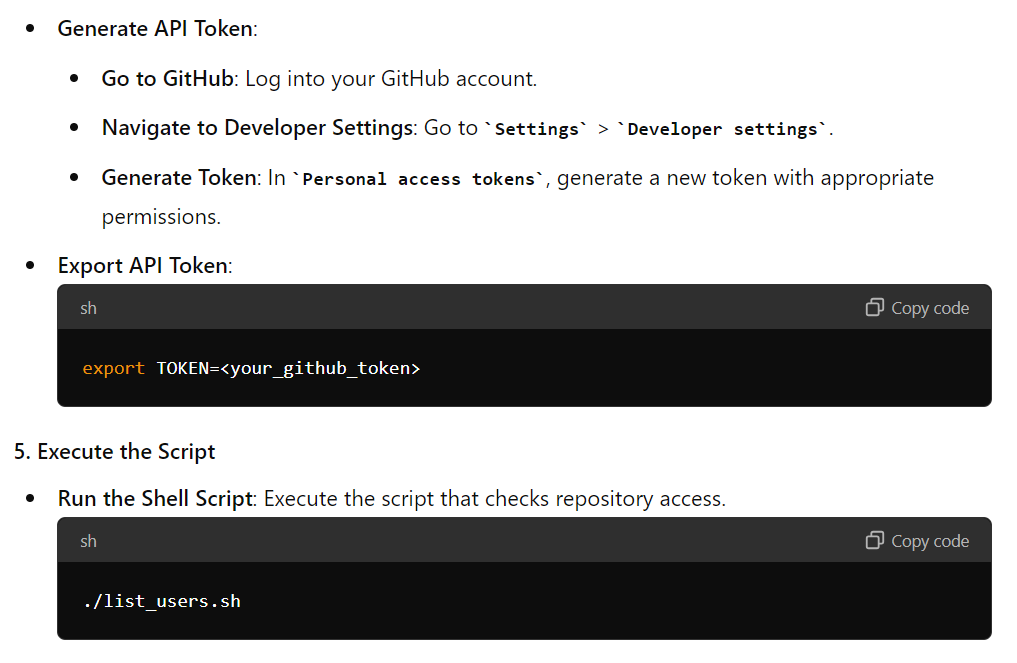 • Generate API Token:
• Go to GitHub: Log into your GitHub account.
• Navigate to Developer Settings: Go to `Settings` > `Developer settings`.
• Generate Token: In `Personal access tokens`, generate a new token with appropriate
permissions.
• Export API Token:
sh Copy code
export TOKEN=<your_github_token>
5. Execute the Script
• Run the Shell Script: Execute the script that checks repository access.
sh Copy code
./list_users.sh